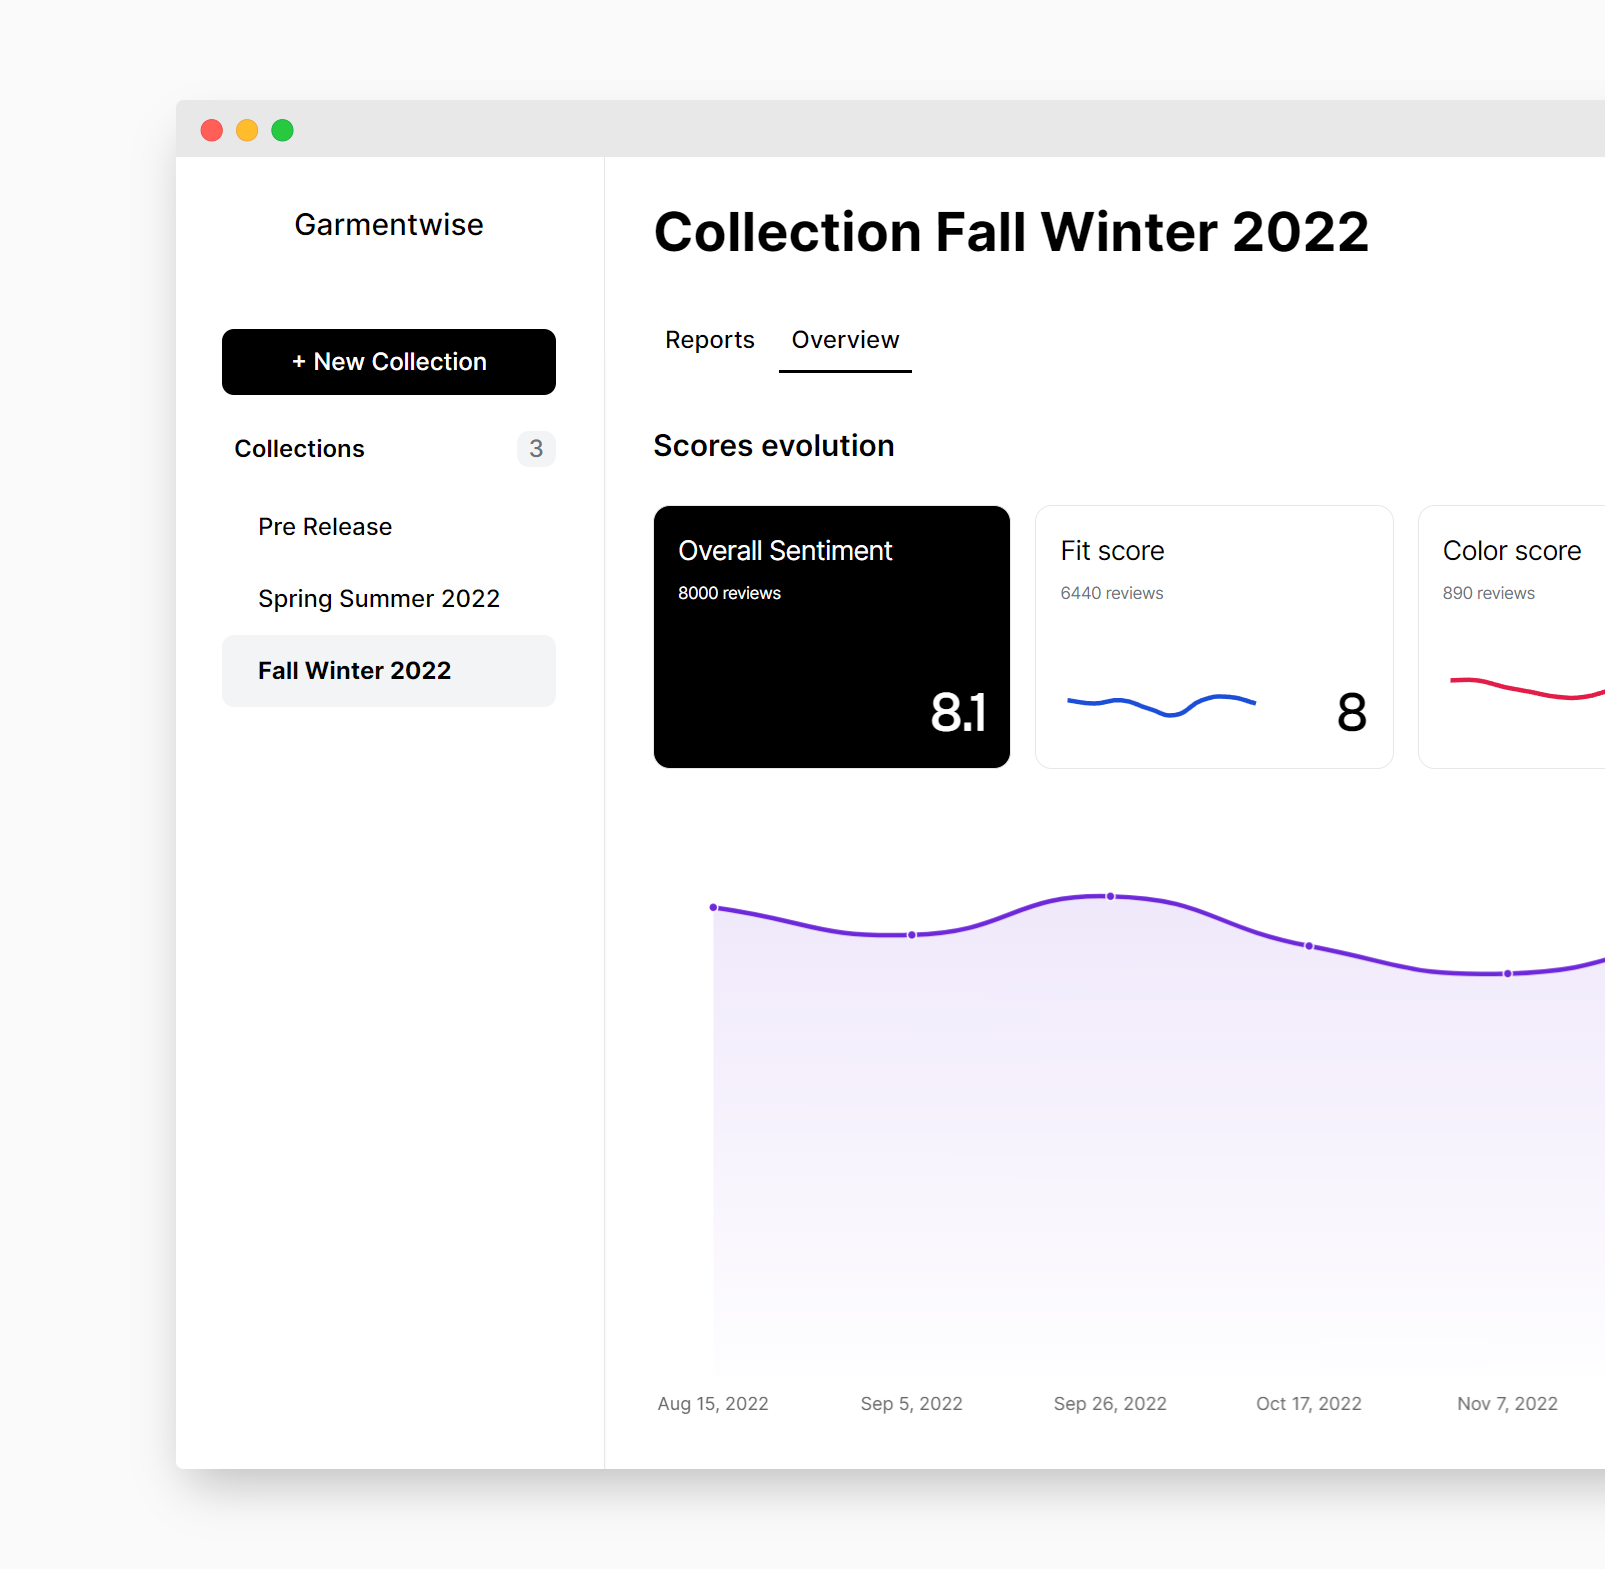 Garmentwise
+ New Collection
Collections 3
Pre Release
Spring Summer 2022
Fall Winter 2022
Collection Fall Winter 2022
Reports Overview
Scores evolution
Overall Sentiment
8000 reviews
8.1
Fit score
6440 reviews
8
Color score
890 reviews
Aug 15, 2022 Sep 5, 2022 Sep 26, 2022 Oct 17, 2022 Nov 7, 2022